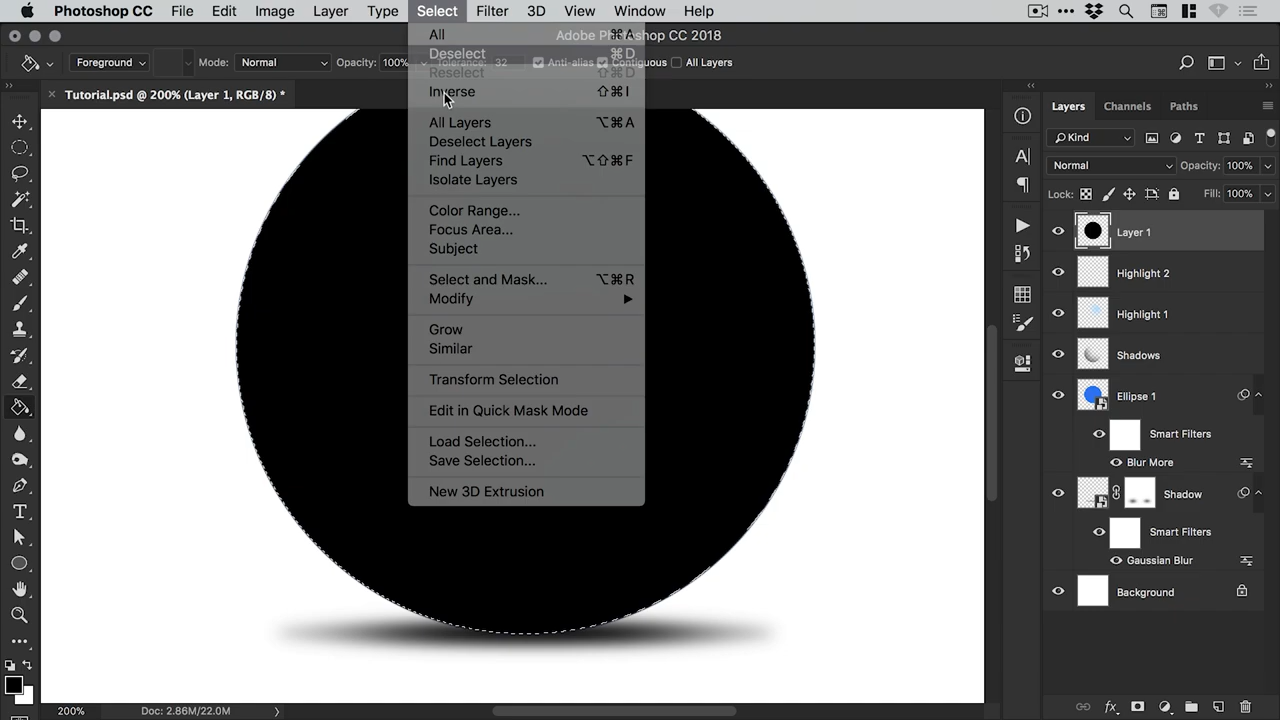 Photoshop CC File Edit Image Layer Type Select Filter 3D View Window Help
Adobe Photoshop CC 2018
Foreground Mode: Normal Opacity: 100% Tolerance: 32 Anti-alias Contiguous All Layers
Tutorial.psd @ 200% (Layer 1, RGB/8) *
All ⌘A
Deselect ⌘D
Reselect ⇧⌘D
Inverse ⇧⌘I
All Layers ⌥⌘A
Deselect Layers
Find Layers ⌥⇧⌘F
Isolate Layers
Color Range...
Focus Area...
Subject
Select and Mask... ⌥⌘R
Modify
Grow
Similar
Transform Selection
Edit in Quick Mask Mode
Load Selection...
Save Selection...
New 3D Extrusion
Layers Channels Paths
Kind
Normal Opacity: 100%
Lock: Fill: 100%
Layer 1
Highlight 2
Highlight 1
Shadows
Ellipse 1
Smart Filters
Blur More
Shadow
Smart Filters
Gaussian Blur
Background
200% Doc: 2.86M/22.0M